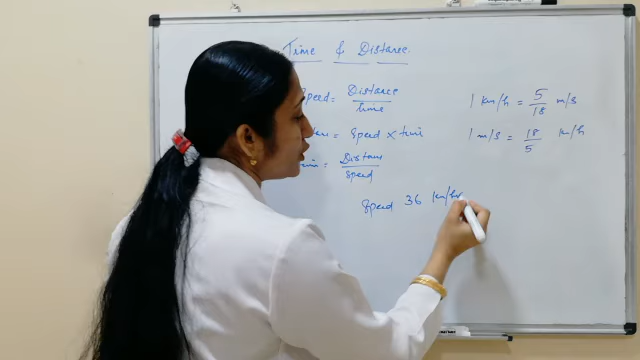 Time & Distance
Speed = Distance / time
= Speed × time
= Distan / Speed
1 km/h = 5/18 m/s
1 m/s = 18/5 km/h
Speed 36 km/hr